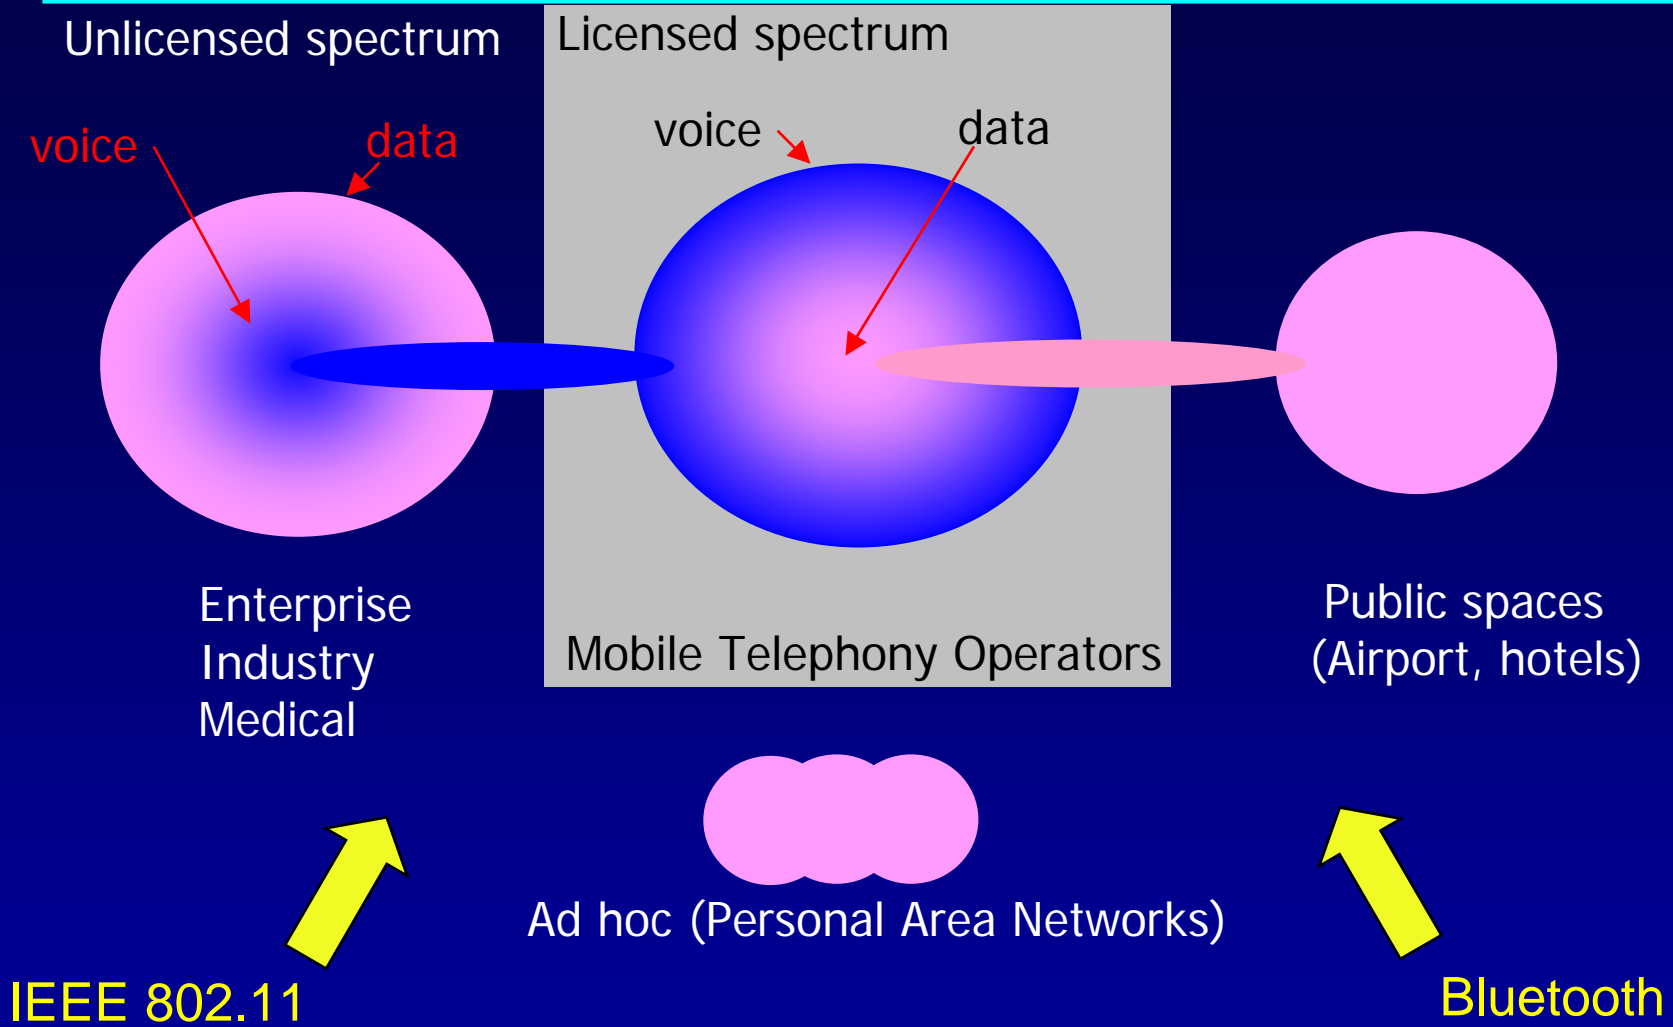 Unlicensed spectrum
Licensed spectrum
voice
data
voice
data
Enterprise
Industry
Medical
Mobile Telephony Operators
Public spaces
(Airport, hotels)
Ad hoc (Personal Area Networks)
IEEE 802.11
Bluetooth